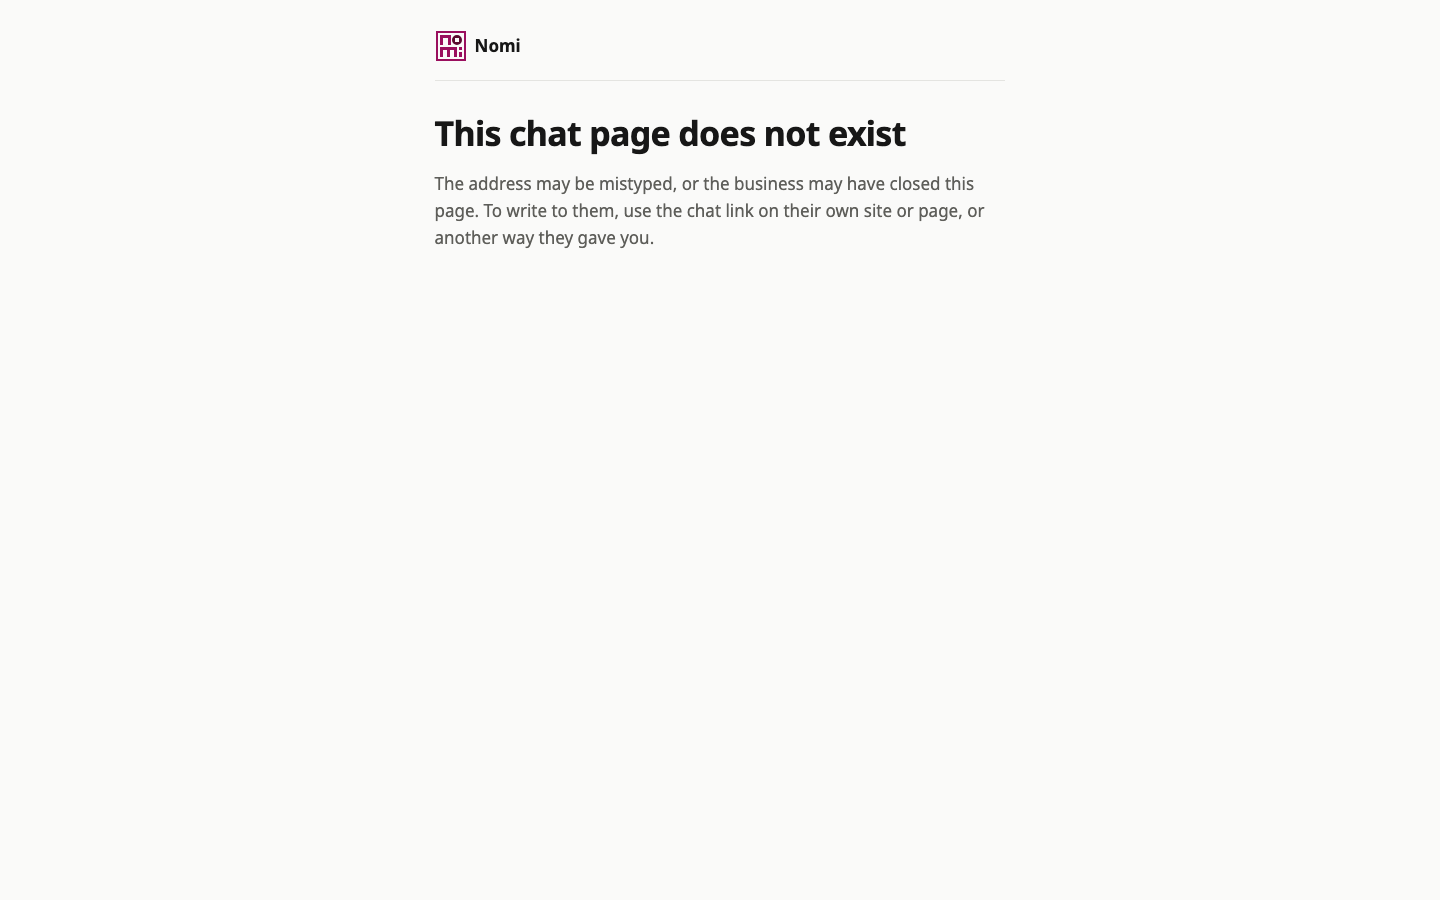 nomi
Nomi
This chat page does not exist
The address may be mistyped, or the business may have closed this
page. To write to them, use the chat link on their own site or page, or
another way they gave you.